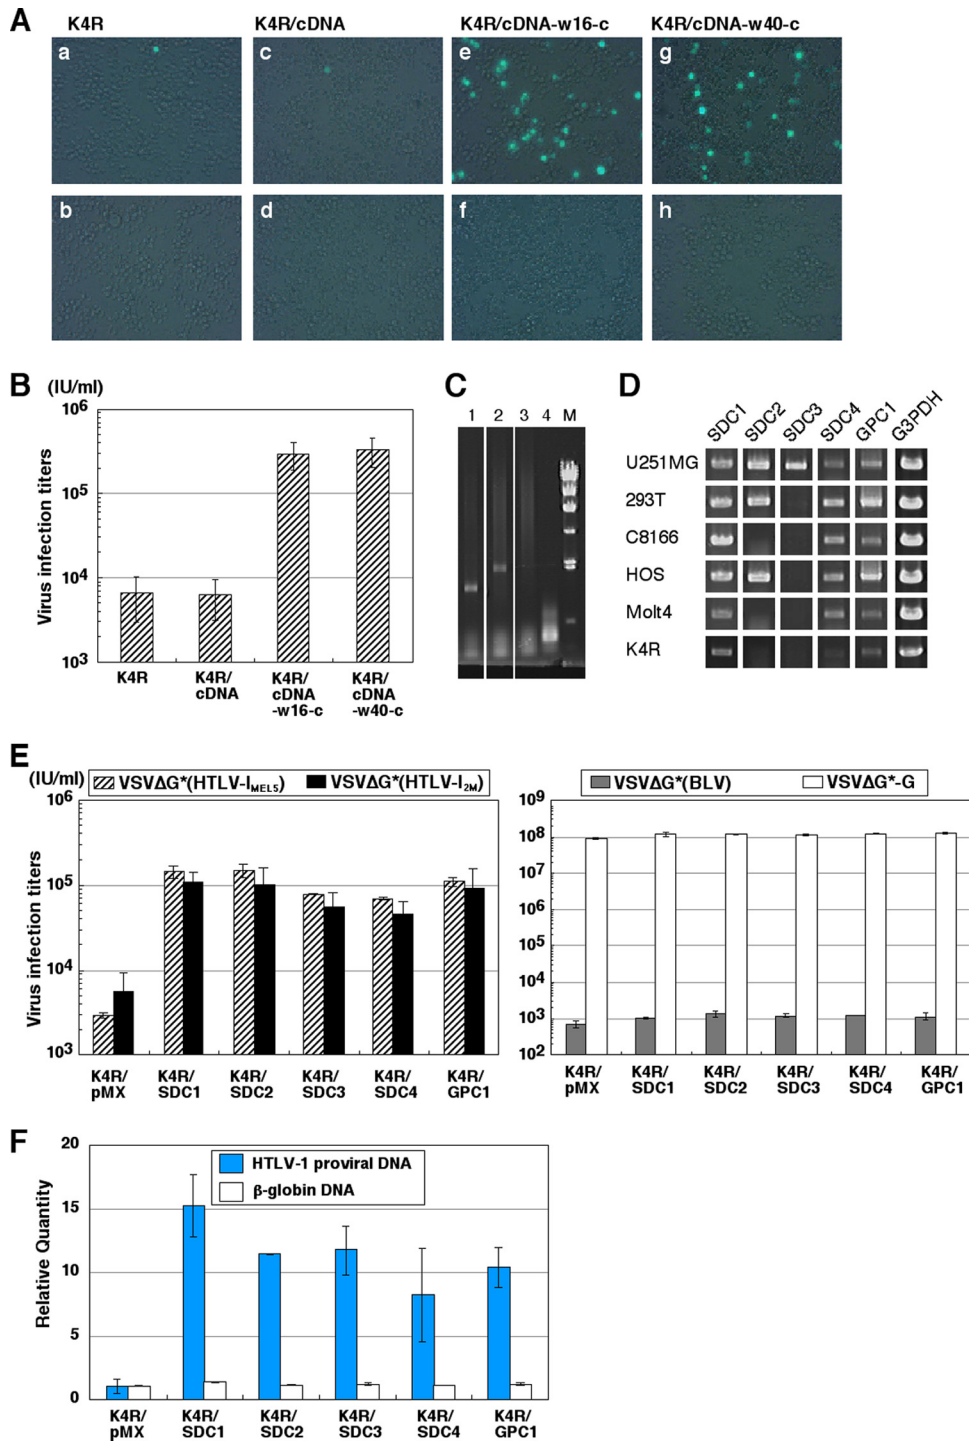 A
K4R
K4R/cDNA
K4R/cDNA-w16-c
K4R/cDNA-w40-c
a
c
e
g
b
d
f
h
B
(IU/ml)
Virus infection titers
10^6
10^5
10^4
10^3
K4R
K4R/
cDNA
K4R/
cDNA
-w16-c
K4R/
cDNA
-w40-c
C
1 2 3 4 M
D
SDC1
SDC2
SDC3
SDC4
GPC1
G3PDH
U251MG
293T
C8166
HOS
Molt4
K4R
E
(IU/ml)
VSVΔG*(HTLV-I_MEL5)
VSVΔG*(HTLV-I_2M)
Virus infection titers
10^6
10^5
10^4
10^3
K4R/
pMX
K4R/
SDC1
K4R/
SDC2
K4R/
SDC3
K4R/
SDC4
K4R/
GPC1
VSVΔG*(BLV)
VSVΔG*-G
10^9
10^8
10^7
10^6
10^5
10^4
10^3
10^2
K4R/
pMX
K4R/
SDC1
K4R/
SDC2
K4R/
SDC3
K4R/
SDC4
K4R/
GPC1
F
HTLV-1 proviral DNA
β-globin DNA
Relative Quantity
20
15
10
5
0
K4R/
pMX
K4R/
SDC1
K4R/
SDC2
K4R/
SDC3
K4R/
SDC4
K4R/
GPC1